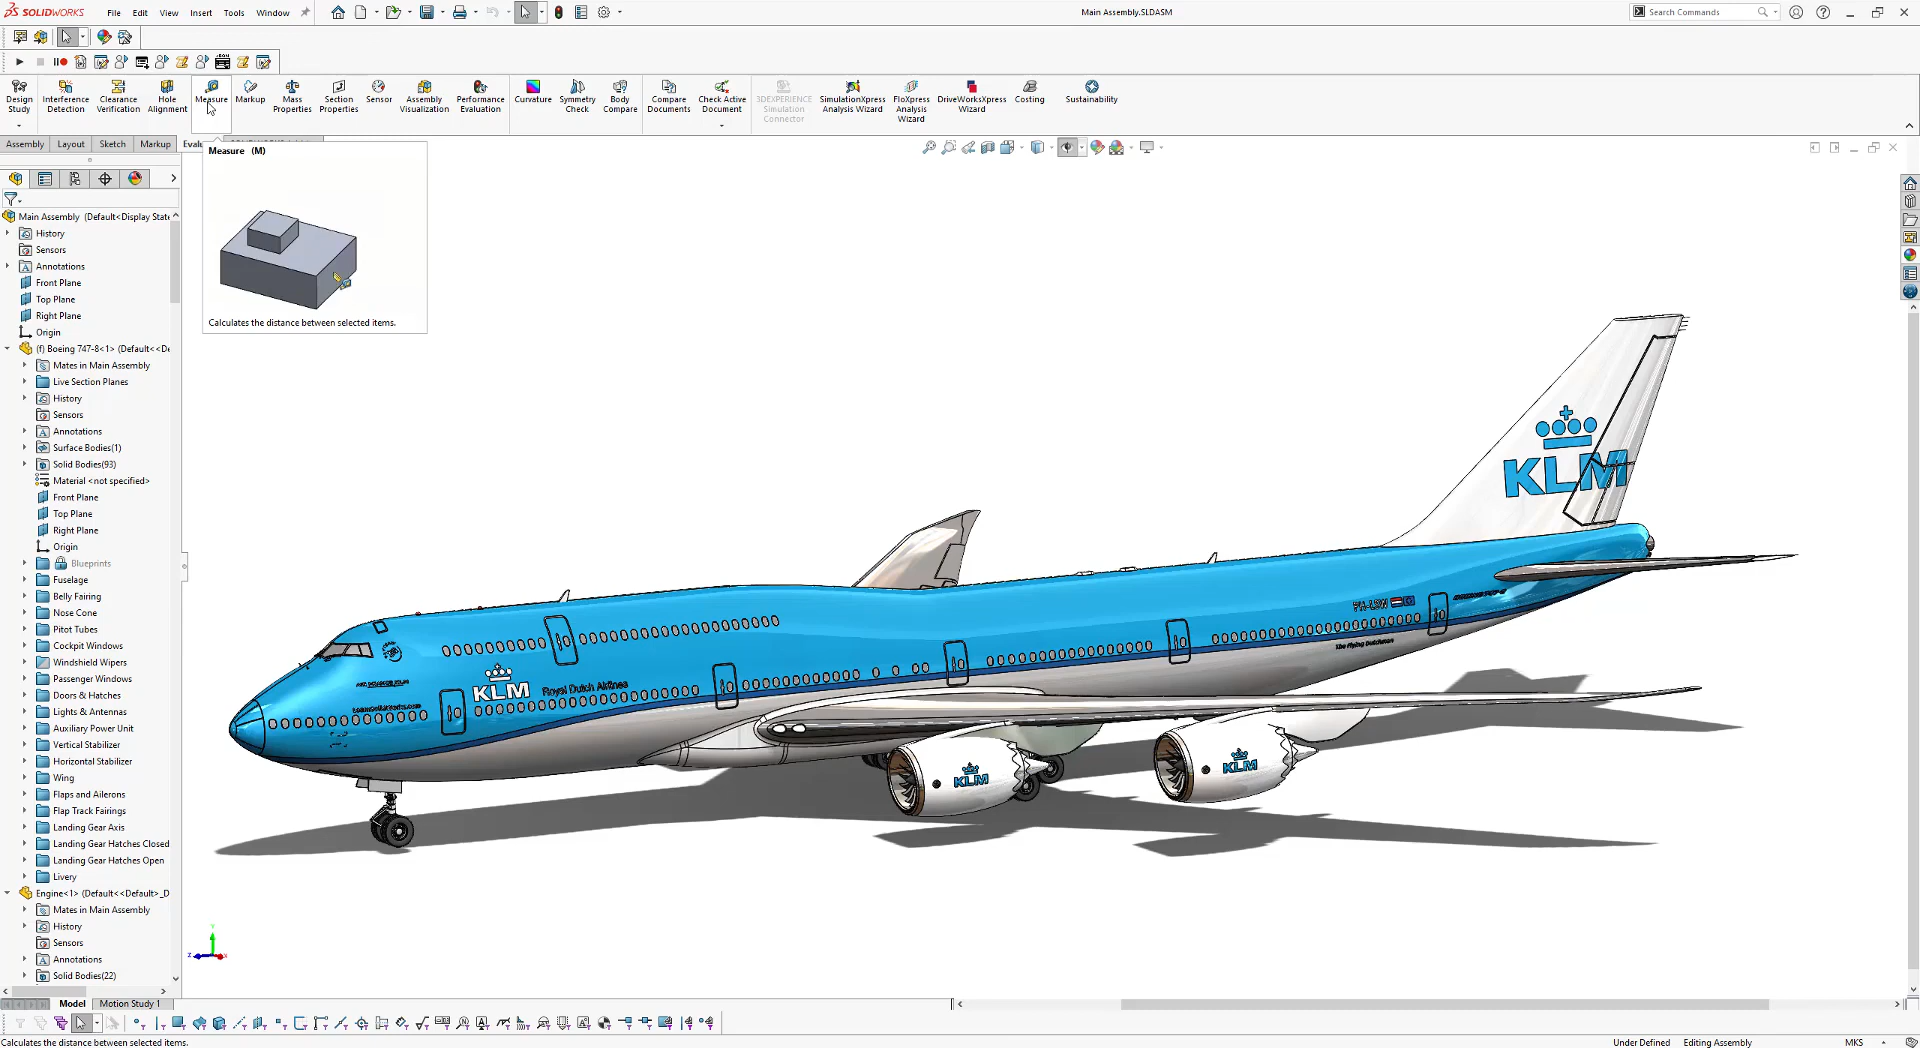 SOLIDWORKS File Edit View Insert Tools Window
Main Assembly.SLDASM
Search Commands
Design Study
Interference Detection
Clearance Verification
Hole Alignment
Measure
Markup
Mass Properties
Section Properties
Sensor
Assembly Visualization
Performance Evaluation
Curvature
Symmetry Check
Body Compare
Compare Documents
Check Active Document
3DEXPERIENCE Simulation Connector
SimulationXpress Analysis Wizard
FloXpress Analysis Wizard
DriveWorksXpress Wizard
Costing
Sustainability
Assembly Layout Sketch Markup
Measure (M)
Calculates the distance between selected items.
Main Assembly (Default<Display State
History
Sensors
Annotations
Front Plane
Top Plane
Right Plane
Origin
(f) Boeing 747-8<1> (Default<<De
Mates in Main Assembly
Live Section Planes
History
Sensors
Annotations
Surface Bodies(1)
Solid Bodies(93)
Material <not specified>
Front Plane
Top Plane
Right Plane
Origin
Blueprints
Fuselage
Belly Fairing
Nose Cone
Pitot Tubes
Cockpit Windows
Windshield Wipers
Passenger Windows
Doors & Hatches
Lights & Antennas
Auxiliary Power Unit
Vertical Stabilizer
Horizontal Stabilizer
Wing
Flaps and Ailerons
Flap Track Fairings
Landing Gear Axis
Landing Gear Hatches Closed
Landing Gear Hatches Open
Livery
Engine<1> (Default<<Default>_D
Mates in Main Assembly
History
Sensors
Annotations
Solid Bodies(22)
KLM
The Flying Dutchman
KLM Royal Dutch Airlines
KLM
KLM
Model Motion Study 1
Calculates the distance between selected items.
Under Defined Editing Assembly MKS